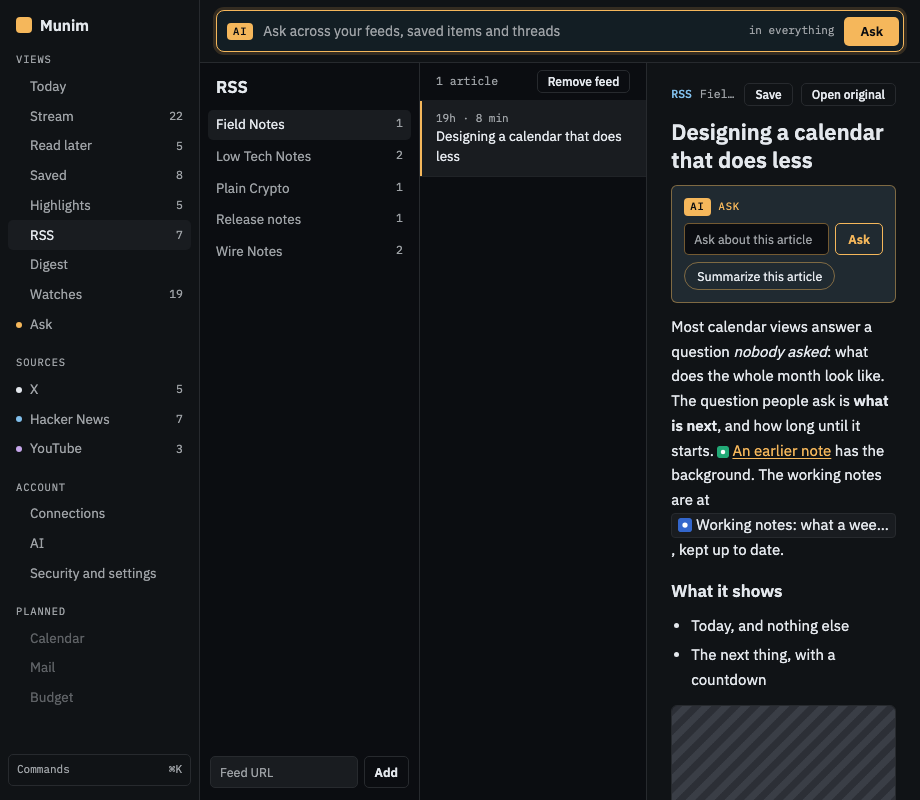 Munim
VIEWS
Today
Stream 22
Read later 5
Saved 8
Highlights 5
RSS 7
Digest
Watches 19
Ask
SOURCES
X 5
Hacker News 7
YouTube 3
ACCOUNT
Connections
AI
Security and settings
PLANNED
Calendar
Mail
Budget
Commands ⌘K
AI Ask across your feeds, saved items and threads in everything Ask
RSS
Field Notes 1
Low Tech Notes 2
Plain Crypto 1
Release notes 1
Wire Notes 2
Feed URL Add
1 article Remove feed
19h · 8 min
Designing a calendar that does
less
RSS Fiel… Save Open original
Designing a calendar
that does less
AI ASK
Ask about this article Ask
Summarize this article
Most calendar views answer a
question nobody asked: what
does the whole month look like.
The question people ask is what
is next, and how long until it
starts. An earlier note has the
background. The working notes
are at
Working notes: what a wee…
, kept up to date.
What it shows
• Today, and nothing else
• The next thing, with a
countdown